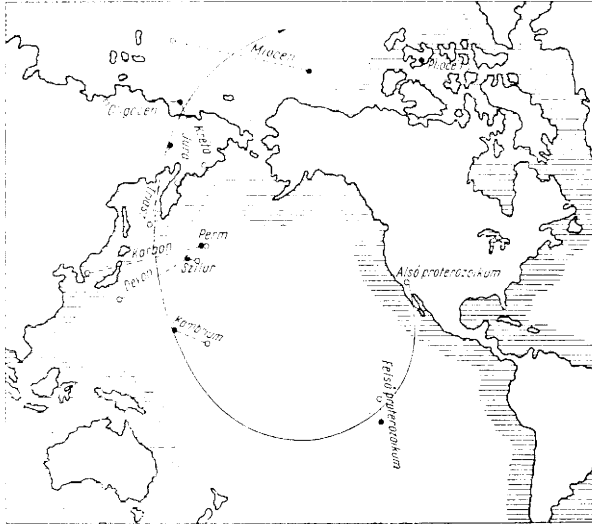 Miocén
Pliocén
Oligocén
Kréta
Jura
Triász
Perm
Karbon
Szilur
Devon
Alsó proterozoikum
Kambrium
Felső proterozoikum